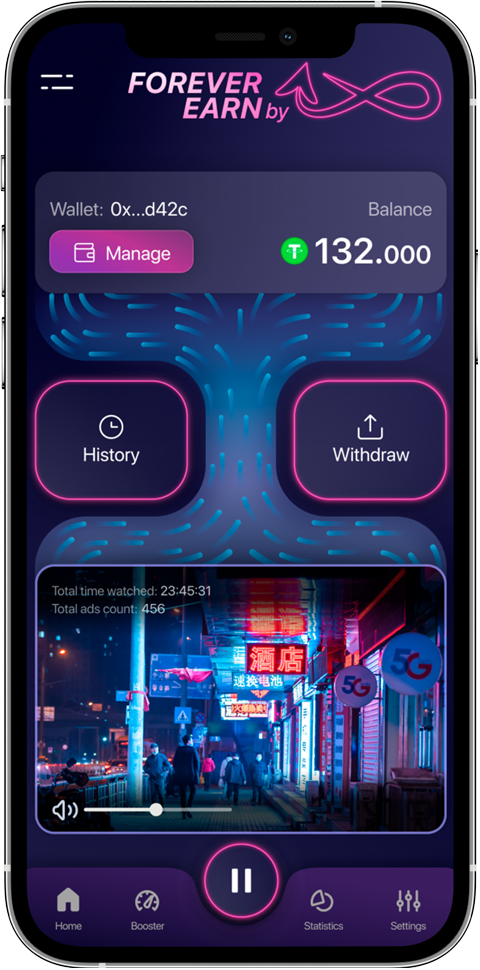 FOREVER
EARN by
Wallet: 0x...d42c
Balance
Manage
132.000
History
Withdraw
Total time watched: 23:45:31
Total ads count: 456
酒店
速换电池
5G
5G
Home
Booster
Statistics
Settings